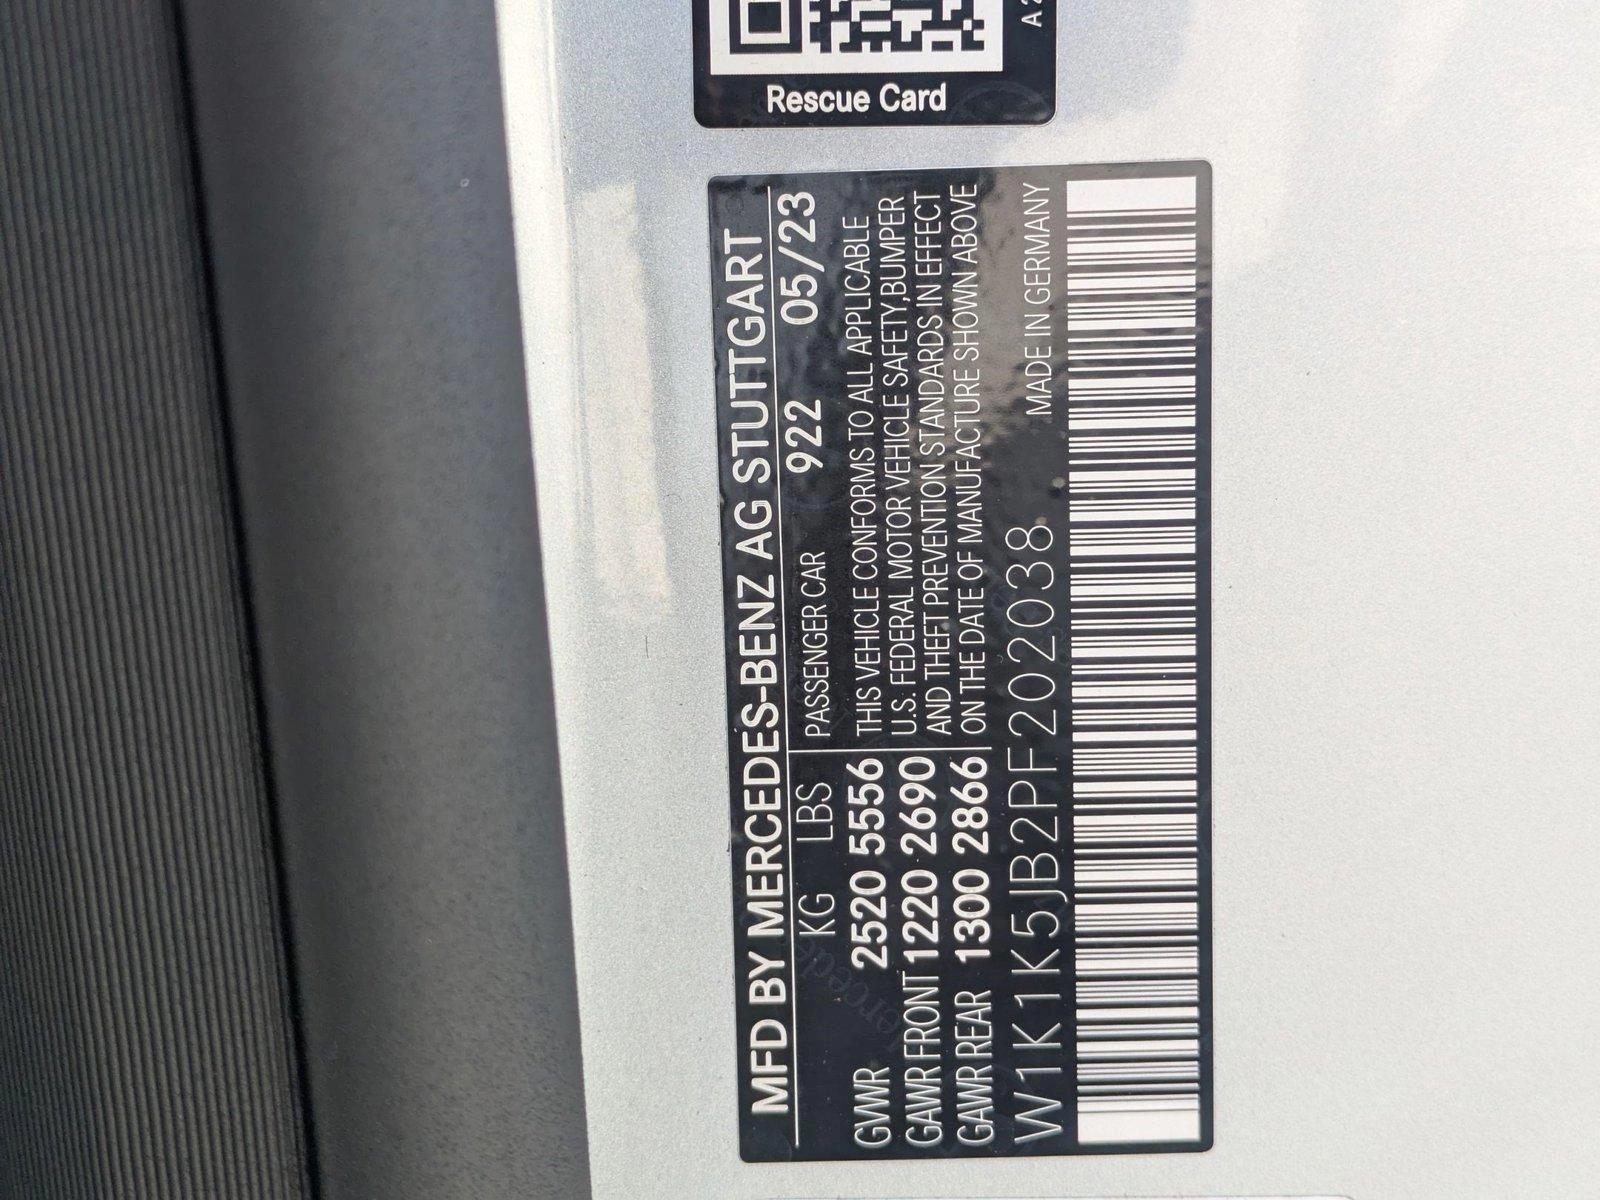 MFD BY MERCEDES-BENZ AG STUTTGART
KG LBS
GVWR 2520 5556
GAWR FRONT 1220 2690
GAWR REAR 1300 2866
PASSENGER CAR 922 05/23
THIS VEHICLE CONFORMS TO ALL APPLICABLE
U.S. FEDERAL MOTOR VEHICLE SAFETY,BUMPER
AND THEFT PREVENTION STANDARDS IN EFFECT
ON THE DATE OF MANUFACTURE SHOWN ABOVE
W1K1K5JB2PF202038
MADE IN GERMANY
Rescue Card